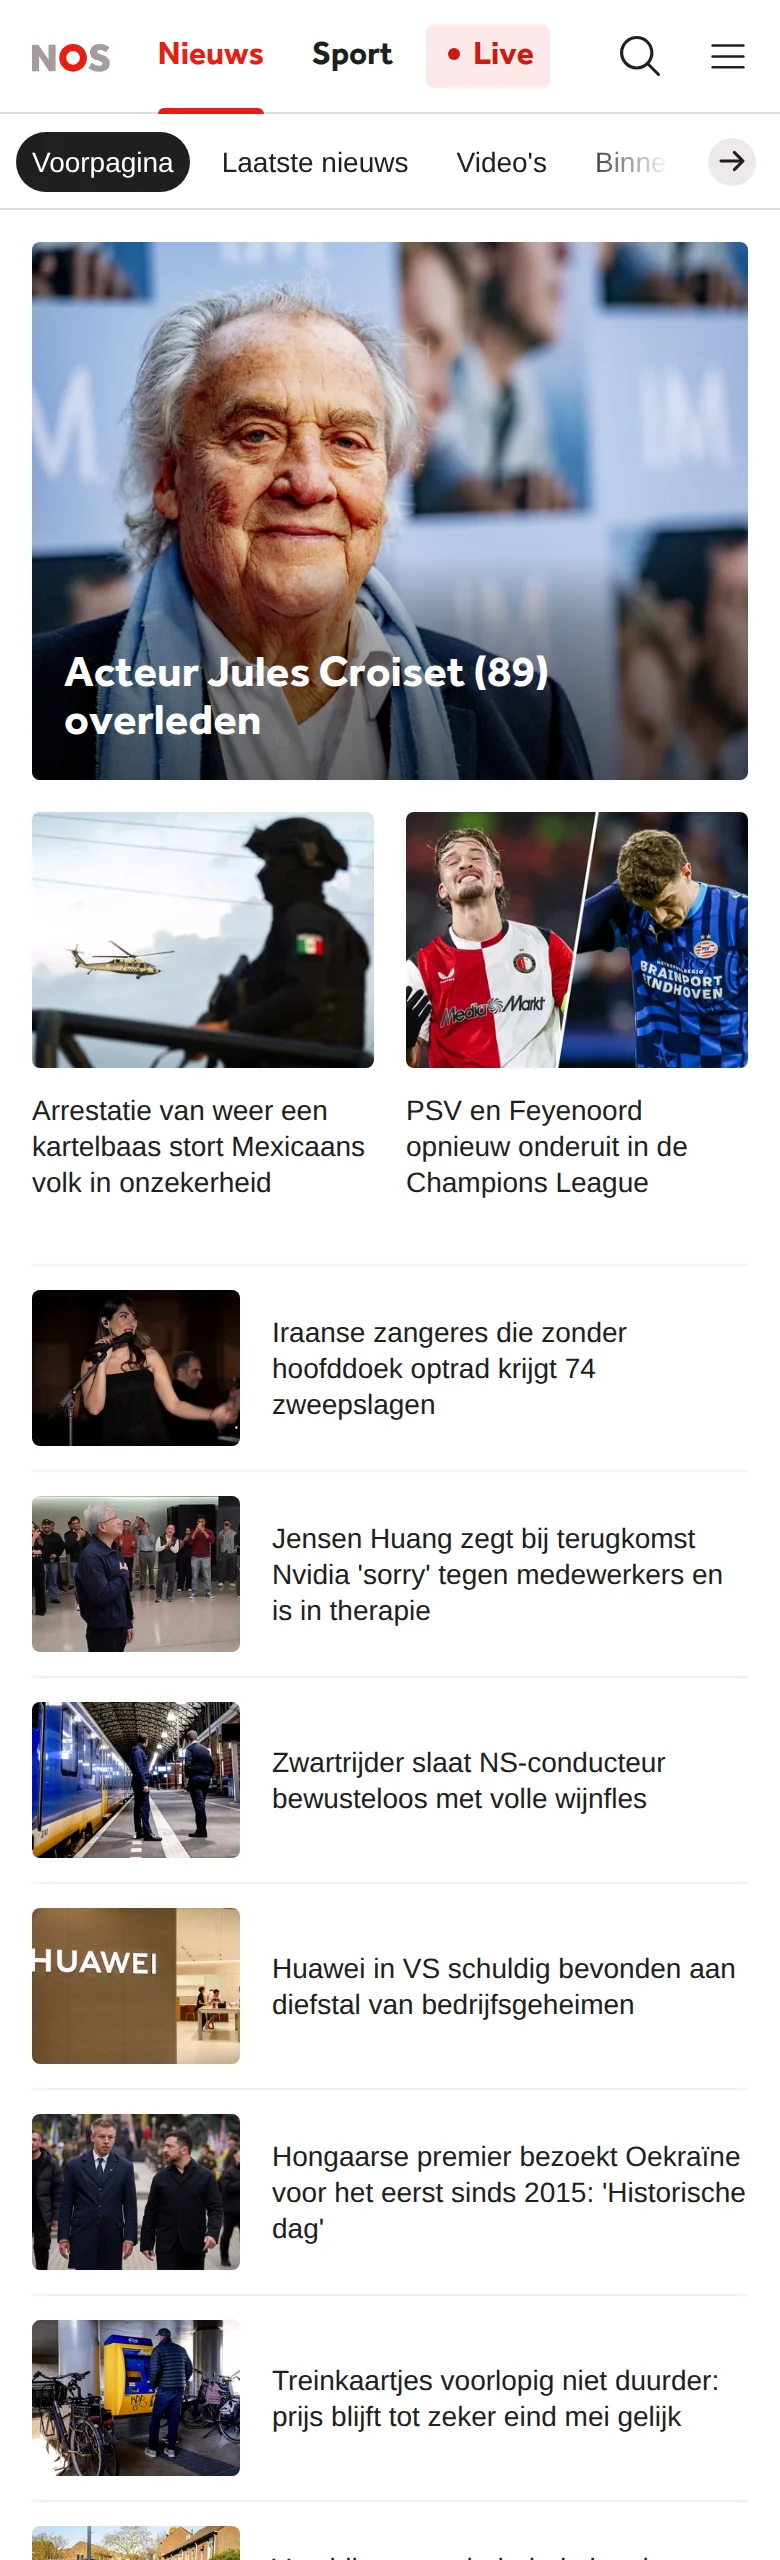 NOS Nieuws Sport Live
Voorpagina Laatste nieuws Video's Binne
IM
IM
Acteur Jules Croiset (89)
overleden
MediaMarkt
BRAINPORT
EINDHOVEN
Arrestatie van weer een
kartelbaas stort Mexicaans
volk in onzekerheid
PSV en Feyenoord
opnieuw onderuit in de
Champions League
Iraanse zangeres die zonder
hoofddoek optrad krijgt 74
zweepslagen
Jensen Huang zegt bij terugkomst
Nvidia 'sorry' tegen medewerkers en
is in therapie
Zwartrijder slaat NS-conducteur
bewusteloos met volle wijnfles
HUAWEI
Huawei in VS schuldig bevonden aan
diefstal van bedrijfsgeheimen
Hongaarse premier bezoekt Oekraïne
voor het eerst sinds 2015: 'Historische
dag'
Treinkaartjes voorlopig niet duurder:
prijs blijft tot zeker eind mei gelijk